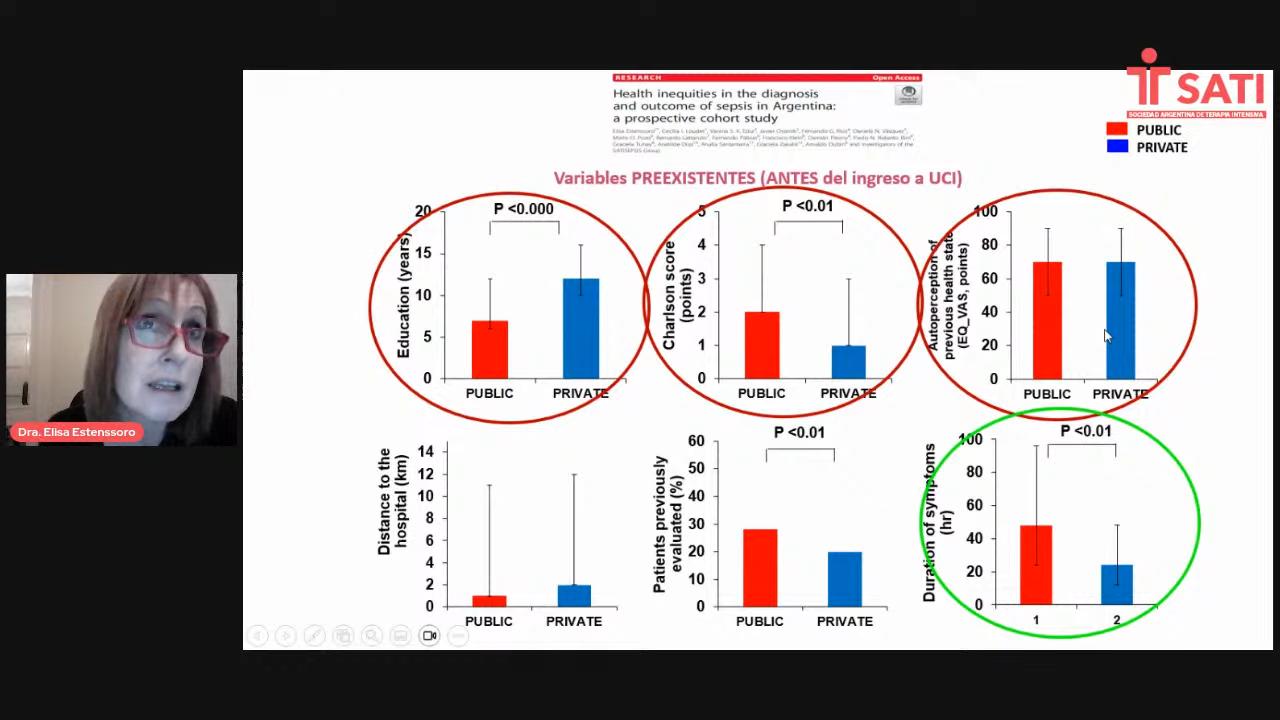 SATI
SOCIEDAD ARGENTINA DE TERAPIA INTENSIVA
RESEARCH Open Access
Health inequities in the diagnosis
and outcome of sepsis in Argentina:
a prospective cohort study
PUBLIC
PRIVATE
Variables PREEXISTENTES (ANTES del ingreso a UCI)
Education (years)
20
15
10
5
0
P <0.000
PUBLIC PRIVATE
Charlson score
(points)
5
4
3
2
1
0
P <0.01
PUBLIC PRIVATE
Autoperception of
previous health state
(EQ_VAS, points)
100
80
60
40
20
0
PUBLIC PRIVATE
Dra. Elisa Estenssoro
Distance to the
hospital (km)
14
12
10
8
6
4
2
0
PUBLIC PRIVATE
Patients previously
evaluated (%)
60
50
40
30
20
10
0
P <0.01
PUBLIC PRIVATE
Duration of symptoms
(hr)
100
80
60
40
20
0
P <0.01
1 2